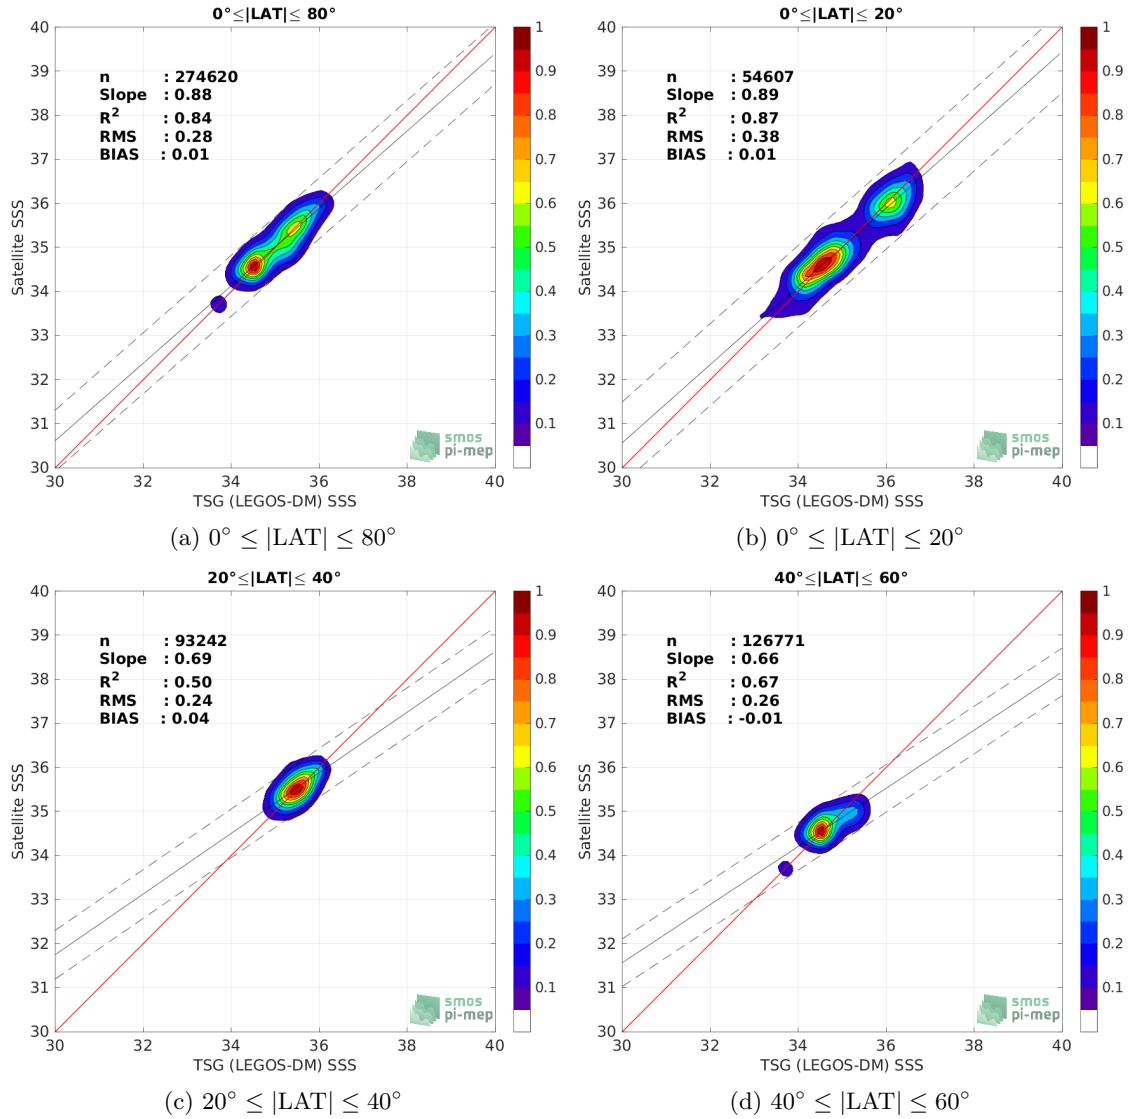 0°≤|LAT|≤ 80°
n : 274620
Slope : 0.88
R² : 0.84
RMS : 0.28
BIAS : 0.01
Satellite SSS
40
39
38
37
36
35
34
33
32
31
30
30 32 34 36 38 40
TSG (LEGOS-DM) SSS
1
0.9
0.8
0.7
0.6
0.5
0.4
0.3
0.2
0.1
smos
pi-mep
(a) 0° ≤ |LAT| ≤ 80°
0°≤|LAT|≤ 20°
n : 54607
Slope : 0.89
R² : 0.87
RMS : 0.38
BIAS : 0.01
Satellite SSS
40
39
38
37
36
35
34
33
32
31
30
30 32 34 36 38 40
TSG (LEGOS-DM) SSS
1
0.9
0.8
0.7
0.6
0.5
0.4
0.3
0.2
0.1
smos
pi-mep
(b) 0° ≤ |LAT| ≤ 20°
20°≤|LAT|≤ 40°
n : 93242
Slope : 0.69
R² : 0.50
RMS : 0.24
BIAS : 0.04
Satellite SSS
40
39
38
37
36
35
34
33
32
31
30
30 32 34 36 38 40
TSG (LEGOS-DM) SSS
1
0.9
0.8
0.7
0.6
0.5
0.4
0.3
0.2
0.1
smos
pi-mep
(c) 20° ≤ |LAT| ≤ 40°
40°≤|LAT|≤ 60°
n : 126771
Slope : 0.66
R² : 0.67
RMS : 0.26
BIAS : -0.01
Satellite SSS
40
39
38
37
36
35
34
33
32
31
30
30 32 34 36 38 40
TSG (LEGOS-DM) SSS
1
0.9
0.8
0.7
0.6
0.5
0.4
0.3
0.2
0.1
smos
pi-mep
(d) 40° ≤ |LAT| ≤ 60°